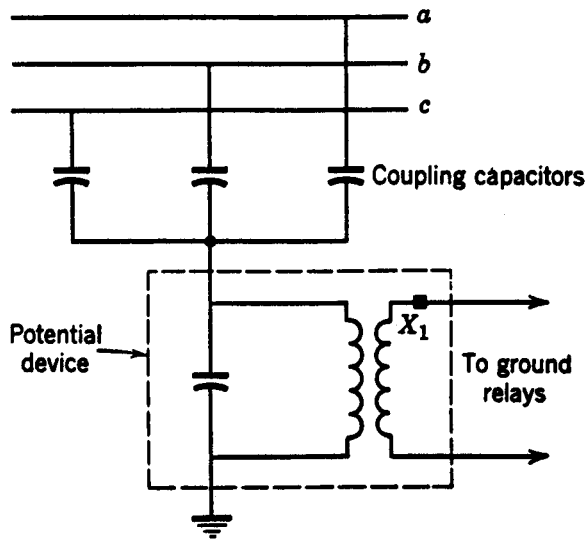 a
b
c
Coupling capacitors
Potential
device
X₁
To ground
relays